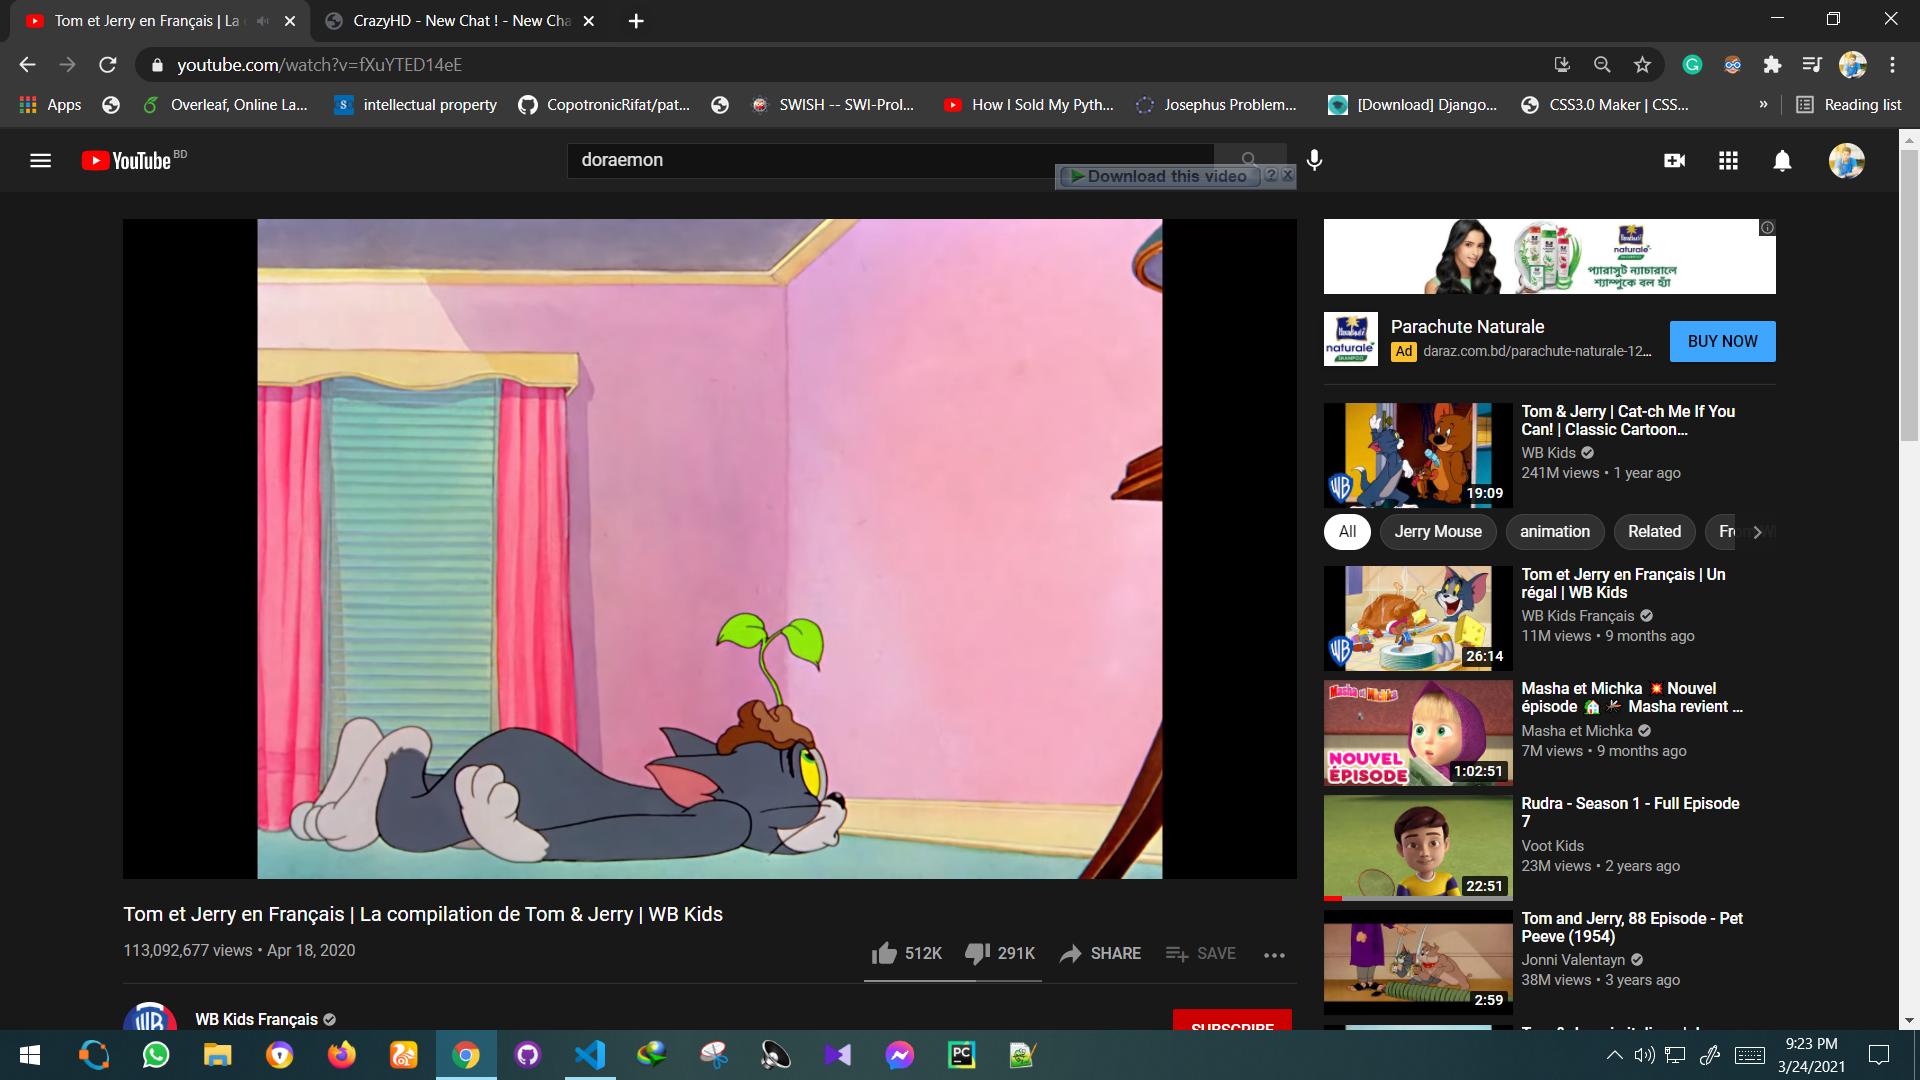 Tom et Jerry en Français | La
CrazyHD - New Chat ! - New Cha
youtube.com/watch?v=fXuYTED14eE
Apps
Overleaf, Online La...
intellectual property
CopotronicRifat/pat...
SWISH -- SWI-Prol...
How I Sold My Pyth...
Josephus Problem...
[Download] Django...
CSS3.0 Maker | CSS...
»
Reading list
YouTube BD
doraemon
Download this video
naturale
প্যারাসুট ন্যাচারালে
শ্যাম্পুকে বল হ্যাঁ
naturale
SHAMPOO
Parachute Naturale
Ad daraz.com.bd/parachute-naturale-12...
BUY NOW
19:09
Tom & Jerry | Cat-ch Me If You
Can! | Classic Cartoon...
WB Kids
241M views • 1 year ago
All
Jerry Mouse
animation
Related
26:14
Tom et Jerry en Français | Un
régal | WB Kids
WB Kids Français
11M views • 9 months ago
Masha et Michka
NOUVEL
ÉPISODE
1:02:51
Masha et Michka 💥 Nouvel
épisode 🏠 🦟 Masha revient ...
Masha et Michka
7M views • 9 months ago
22:51
Rudra - Season 1 - Full Episode
7
Voot Kids
23M views • 2 years ago
2:59
Tom and Jerry, 88 Episode - Pet
Peeve (1954)
Jonni Valentayn
38M views • 3 years ago
Tom et Jerry en Français | La compilation de Tom & Jerry | WB Kids
113,092,677 views • Apr 18, 2020
512K
291K
SHARE
SAVE
WB Kids Français
SUBSCRIBE
PC
9:23 PM
3/24/2021